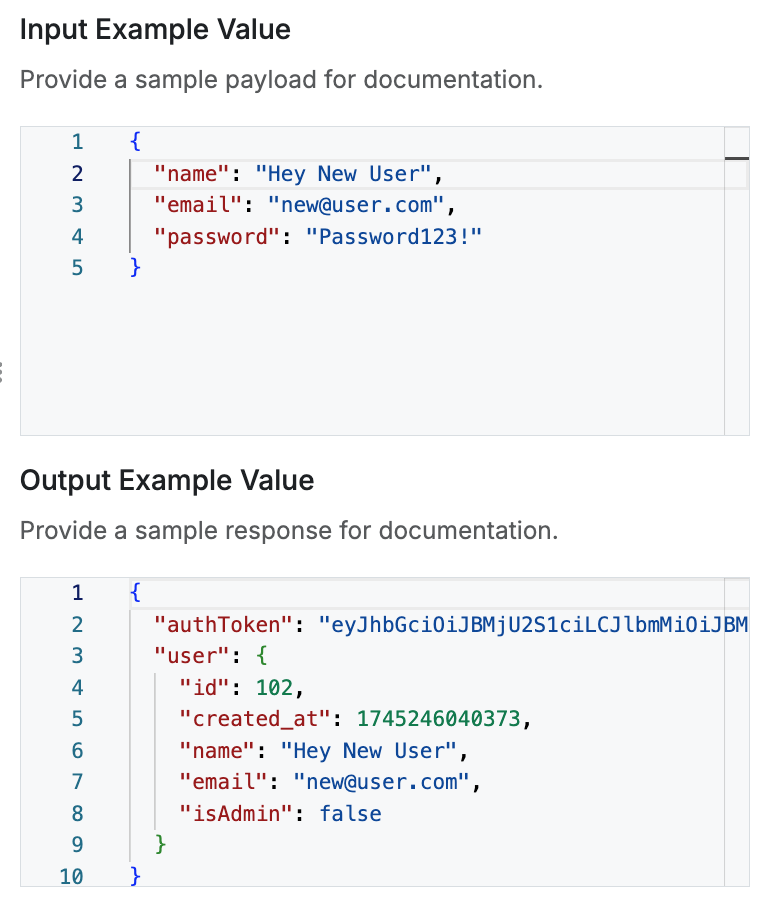 Input Example Value
Provide a sample payload for documentation.
1 {
2 "name": "Hey New User",
3 "email": "new@user.com",
4 "password": "Password123!"
5 }
Output Example Value
Provide a sample response for documentation.
1 {
2 "authToken": "eyJhbGciOiJBMjU2S1ciLCJlbmMiOiJBM
3 "user": {
4 "id": 102,
5 "created_at": 1745246040373,
6 "name": "Hey New User",
7 "email": "new@user.com",
8 "isAdmin": false
9 }
10 }